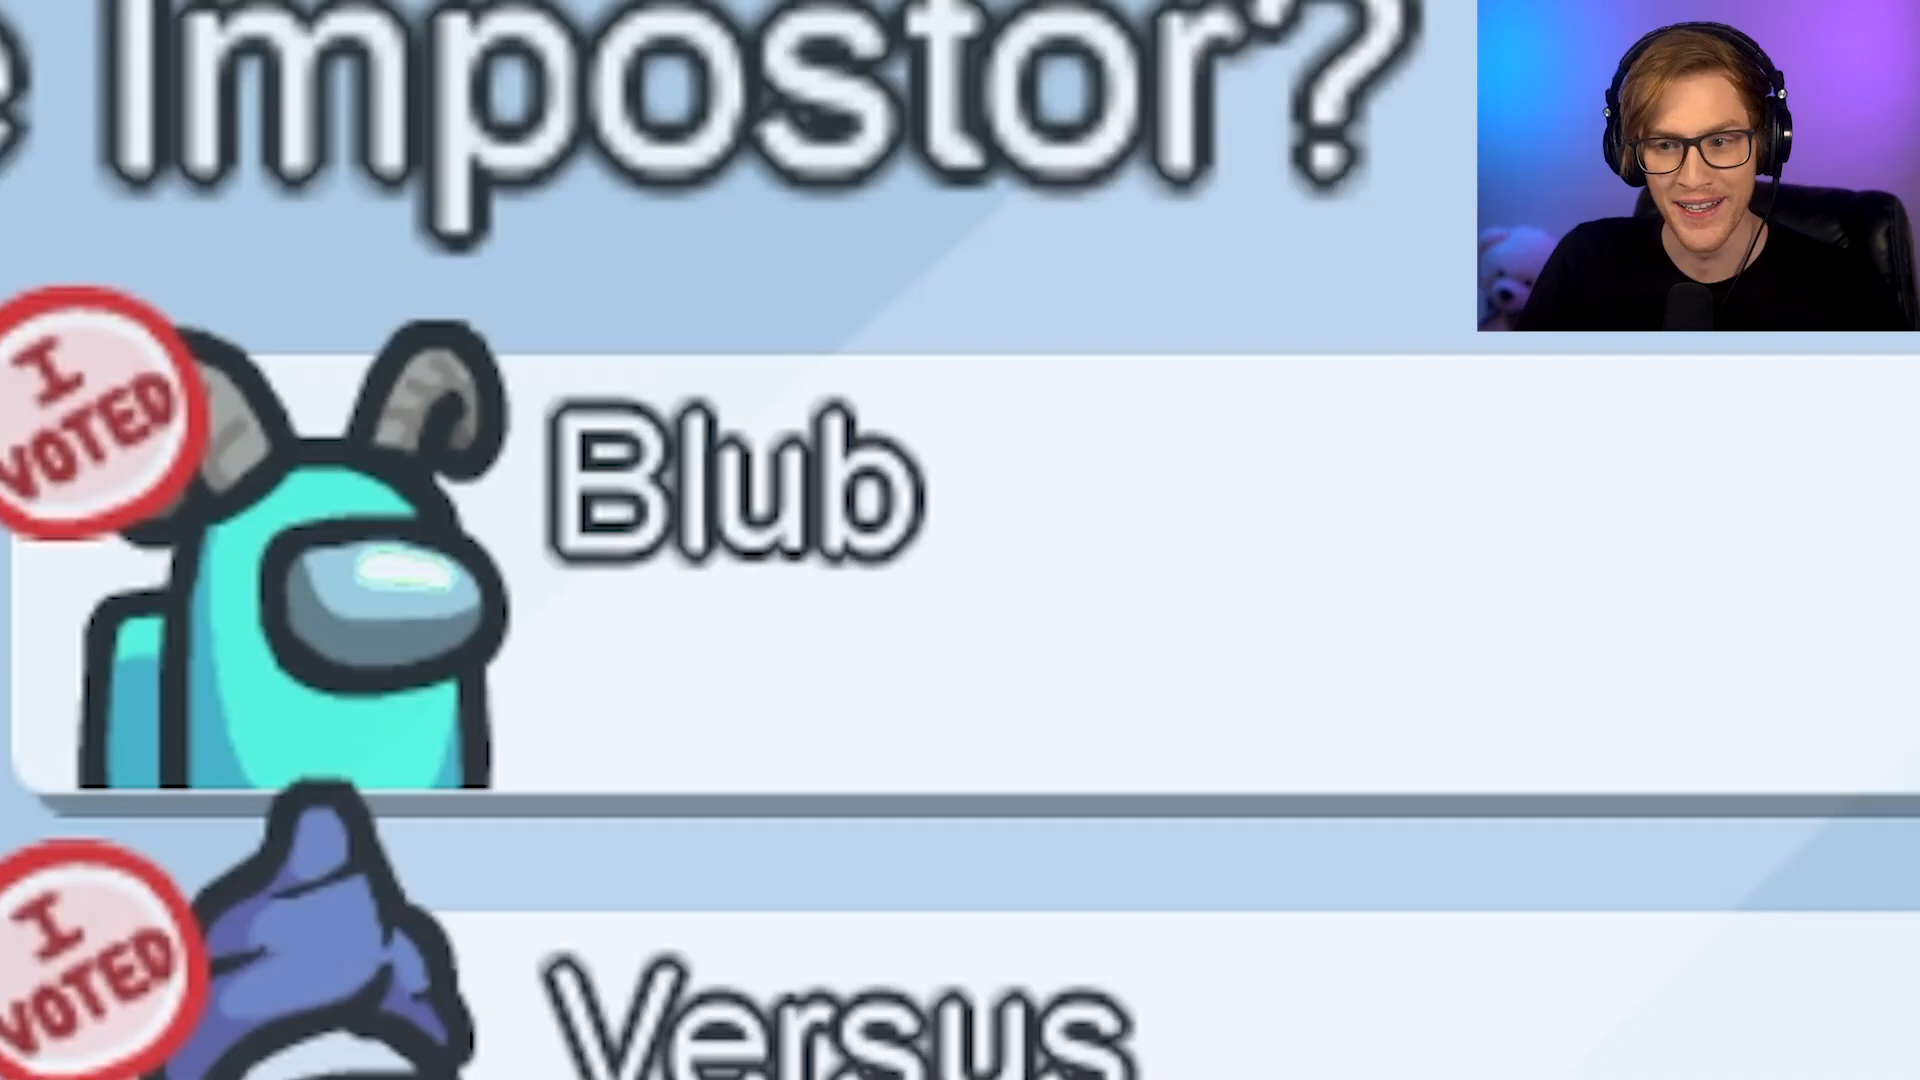 Impostor?
I
VOTED
Blub
I
VOTED
Versus